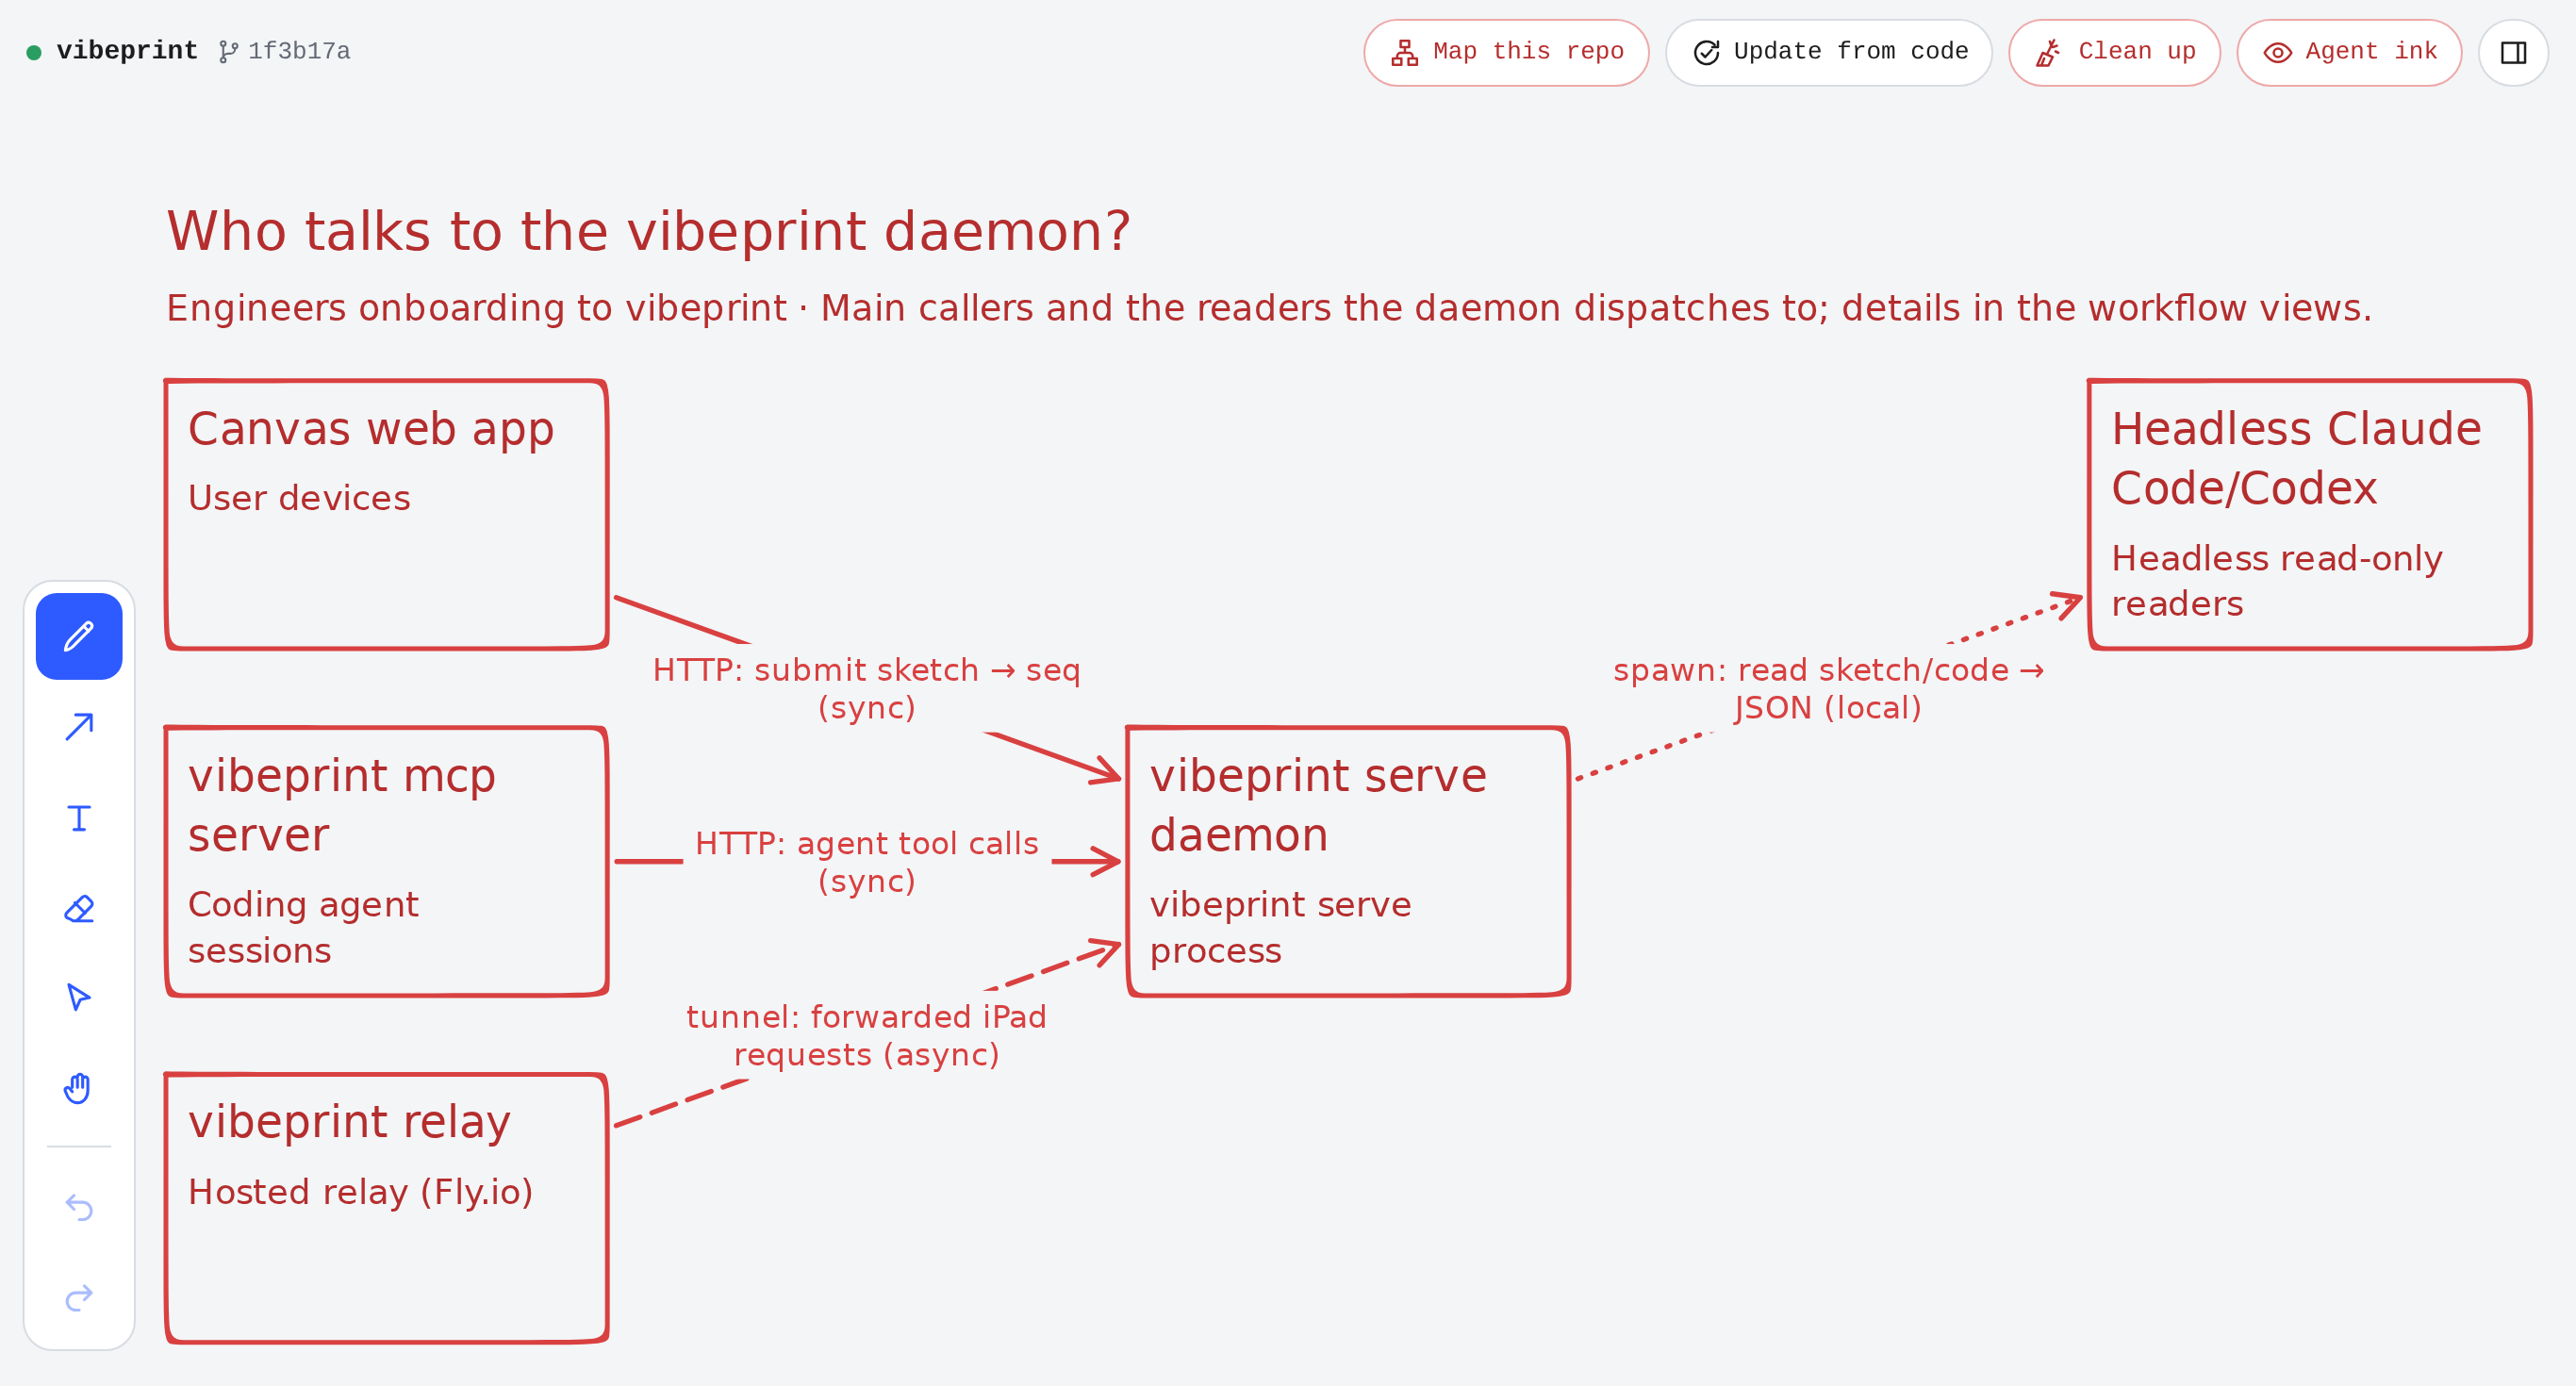 vibeprint 1f3b17a
Map this repo
Update from code
Clean up
Agent ink
Who talks to the vibeprint daemon?
Engineers onboarding to vibeprint · Main callers and the readers the daemon dispatches to; details in the workflow views.
Canvas web app
User devices
Headless Claude
Code/Codex
Headless read-only
readers
HTTP: submit sketch → seq
(sync)
spawn: read sketch/code →
JSON (local)
vibeprint mcp
server
Coding agent
sessions
HTTP: agent tool calls
(sync)
vibeprint serve
daemon
vibeprint serve
process
tunnel: forwarded iPad
requests (async)
vibeprint relay
Hosted relay (Fly.io)